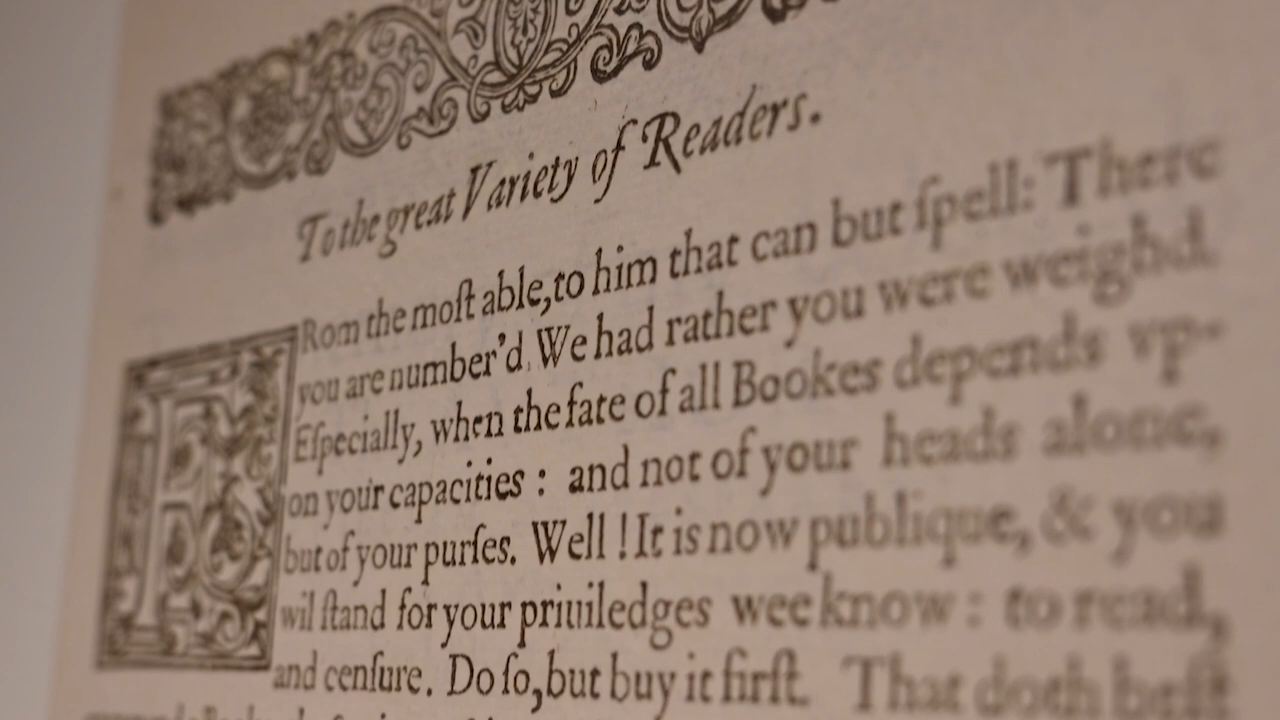 To the great Variety of Readers.
FRom the moſt able, to him that can but ſpell: There
you are number'd. We had rather you were weighd.
Eſpecially, when the fate of all Bookes depends vp-
on your capacities : and not of your heads alone,
but of your purſes. Well ! It is now publique, & you
wil ſtand for your priuiledges wee know : to read,
and cenſure. Do ſo, but buy it firſt. That doth beſt